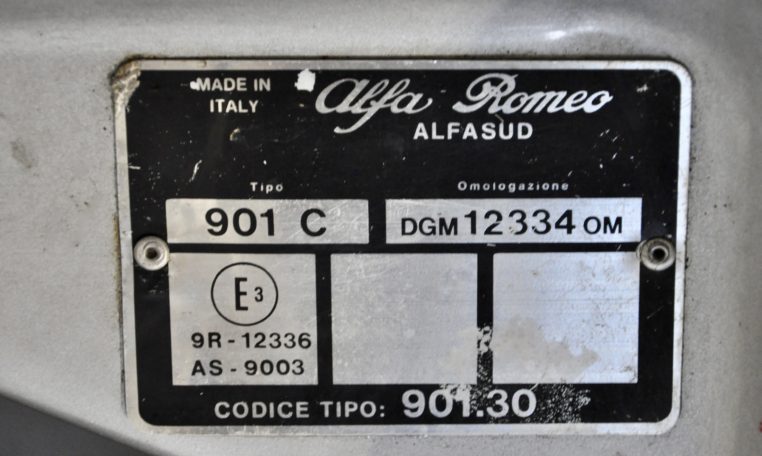 MADE IN
ITALY
Alfa Romeo
ALFASUD
Tipo
Omologazione
901 C
DGM 12334 OM
E3
9R - 12336
AS - 9003
CODICE TIPO: 901.30